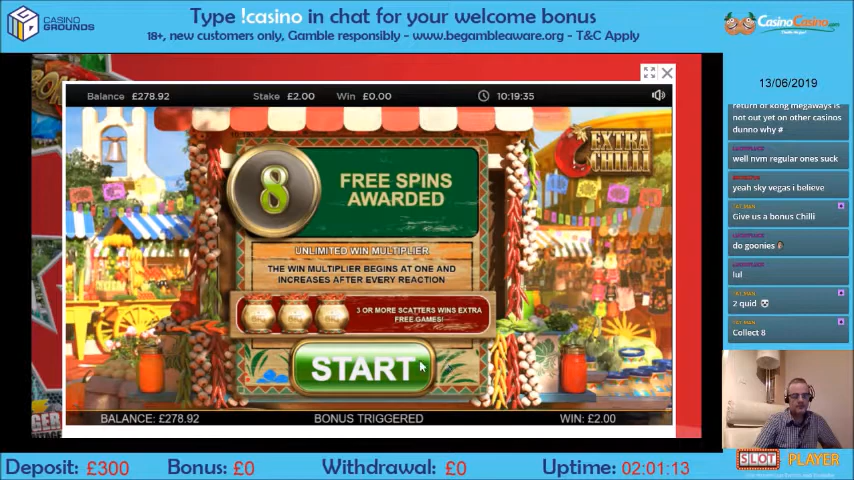 CASINO
GROUNDS
Type !casino in chat for your welcome bonus
18+, new customers only, Gamble responsibly - www.begambleaware.org - T&C Apply
CasinoCasino.com
Balance £278.92
Stake £2.00
Win £0.00
10:19:35
13/06/2019
EXTRA
CHILLI
8
FREE SPINS
AWARDED
UNLIMITED WIN MULTIPLIER
THE WIN MULTIPLIER BEGINS AT ONE AND
INCREASES AFTER EVERY REACTION
3 OR MORE SCATTERS WINS EXTRA
FREE GAMES!
START
BALANCE: £278.92
BONUS TRIGGERED
WIN: £2.00
return of kong megaways is
not out yet on other casinos
dunno why #
well nvm regular ones suck
yeah sky vegas i believe
Give us a bonus Chilli
do goonies
lul
2 quid
Collect 8
SLOT PLAYER
Deposit: £300
Bonus: £0
Withdrawal: £0
Uptime: 02:01:13